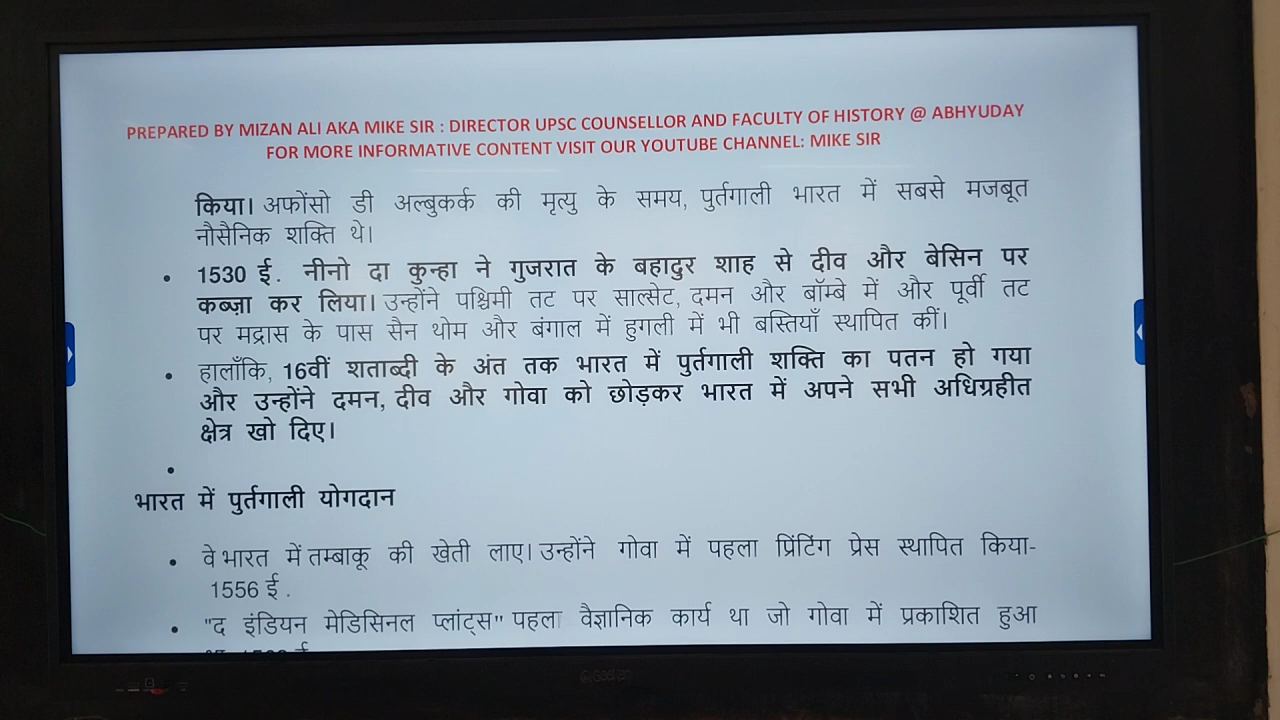 PREPARED BY MIZAN ALI AKA MIKE SIR : DIRECTOR UPSC COUNSELLOR AND FACULTY OF HISTORY @ ABHYUDAY
FOR MORE INFORMATIVE CONTENT VISIT OUR YOUTUBE CHANNEL: MIKE SIR
किया। अफोंसो डी अल्बुकर्क की मृत्यु के समय, पुर्तगाली भारत में सबसे मजबूत
नौसैनिक शक्ति थे।
• 1530 ई. नीनो दा कुन्हा ने गुजरात के बहादुर शाह से दीव और बेसिन पर
कब्ज़ा कर लिया। उन्होंने पश्चिमी तट पर साल्सेट, दमन और बॉम्बे में और पूर्वी तट
पर मद्रास के पास सैन थोम और बंगाल में हुगली में भी बस्तियाँ स्थापित कीं।
• हालाँकि, 16वीं शताब्दी के अंत तक भारत में पुर्तगाली शक्ति का पतन हो गया
और उन्होंने दमन, दीव और गोवा को छोड़कर भारत में अपने सभी अधिग्रहीत
क्षेत्र खो दिए।
•
भारत में पुर्तगाली योगदान
• वे भारत में तम्बाकू की खेती लाए। उन्होंने गोवा में पहला प्रिंटिंग प्रेस स्थापित किया-
1556 ई.
• "द इंडियन मेडिसिनल प्लांट्स" पहला वैज्ञानिक कार्य था जो गोवा में प्रकाशित हुआ